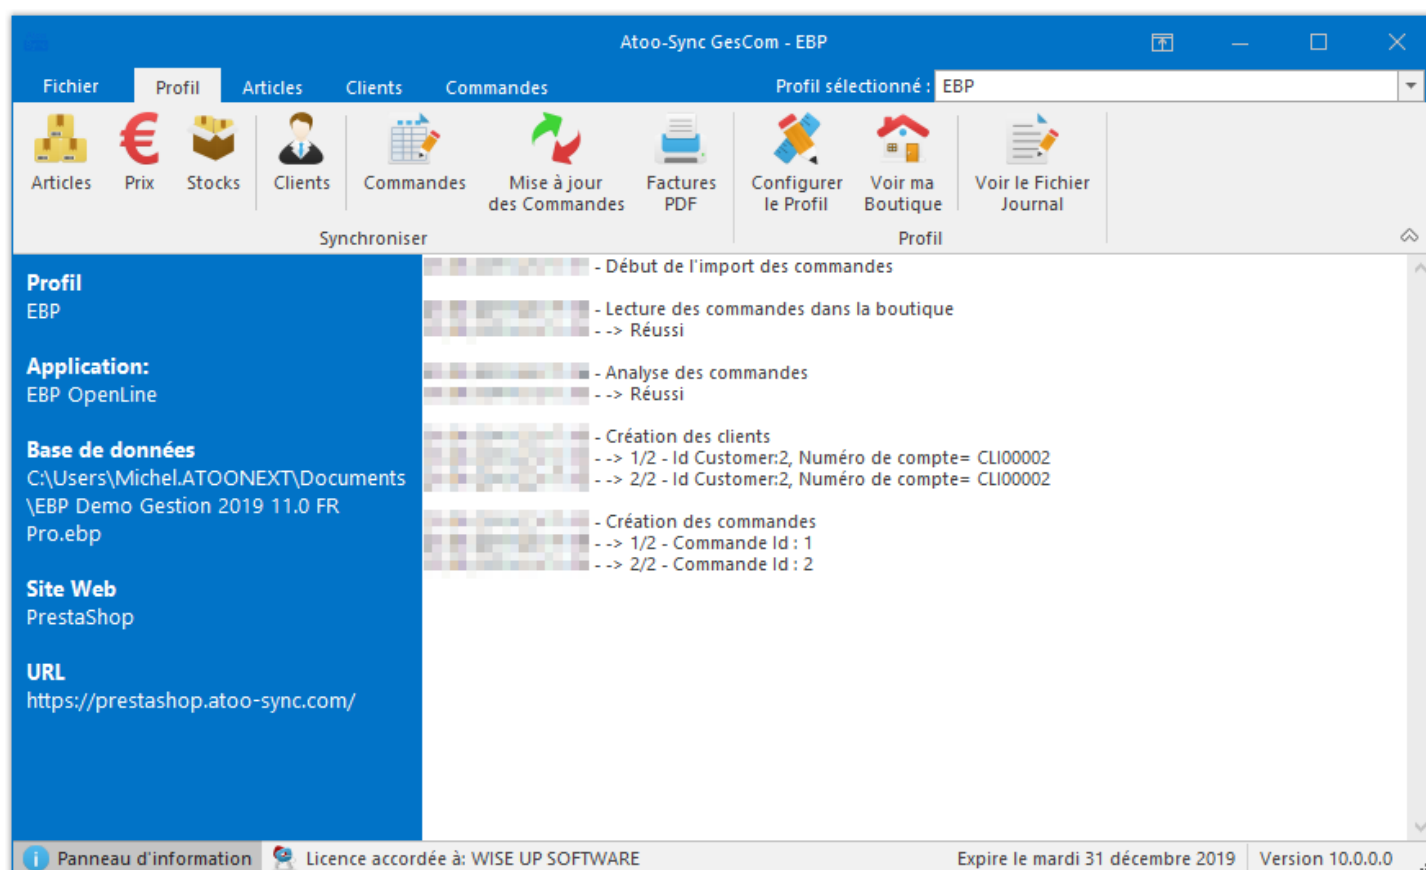 Atoo-Sync GesCom - EBP
Fichier Profil Articles Clients Commandes Profil sélectionné : EBP
Articles Prix Stocks Clients Commandes Mise à jour des Commandes Factures PDF Configurer le Profil Voir ma Boutique Voir le Fichier Journal
Synchroniser Profil
Profil
EBP
Application:
EBP OpenLine
Base de données
C:\Users\Michel.ATOONEXT\Documents
\EBP Demo Gestion 2019 11.0 FR
Pro.ebp
Site Web
PrestaShop
URL
https://prestashop.atoo-sync.com/
- Début de l'import des commandes
- Lecture des commandes dans la boutique
- --> Réussi
- Analyse des commandes
- --> Réussi
- Création des clients
- --> 1/2 - Id Customer:2, Numéro de compte= CLI00002
- --> 2/2 - Id Customer:2, Numéro de compte= CLI00002
- Création des commandes
- --> 1/2 - Commande Id : 1
- --> 2/2 - Commande Id : 2
Panneau d'information Licence accordée à: WISE UP SOFTWARE Expire le mardi 31 décembre 2019 Version 10.0.0.0